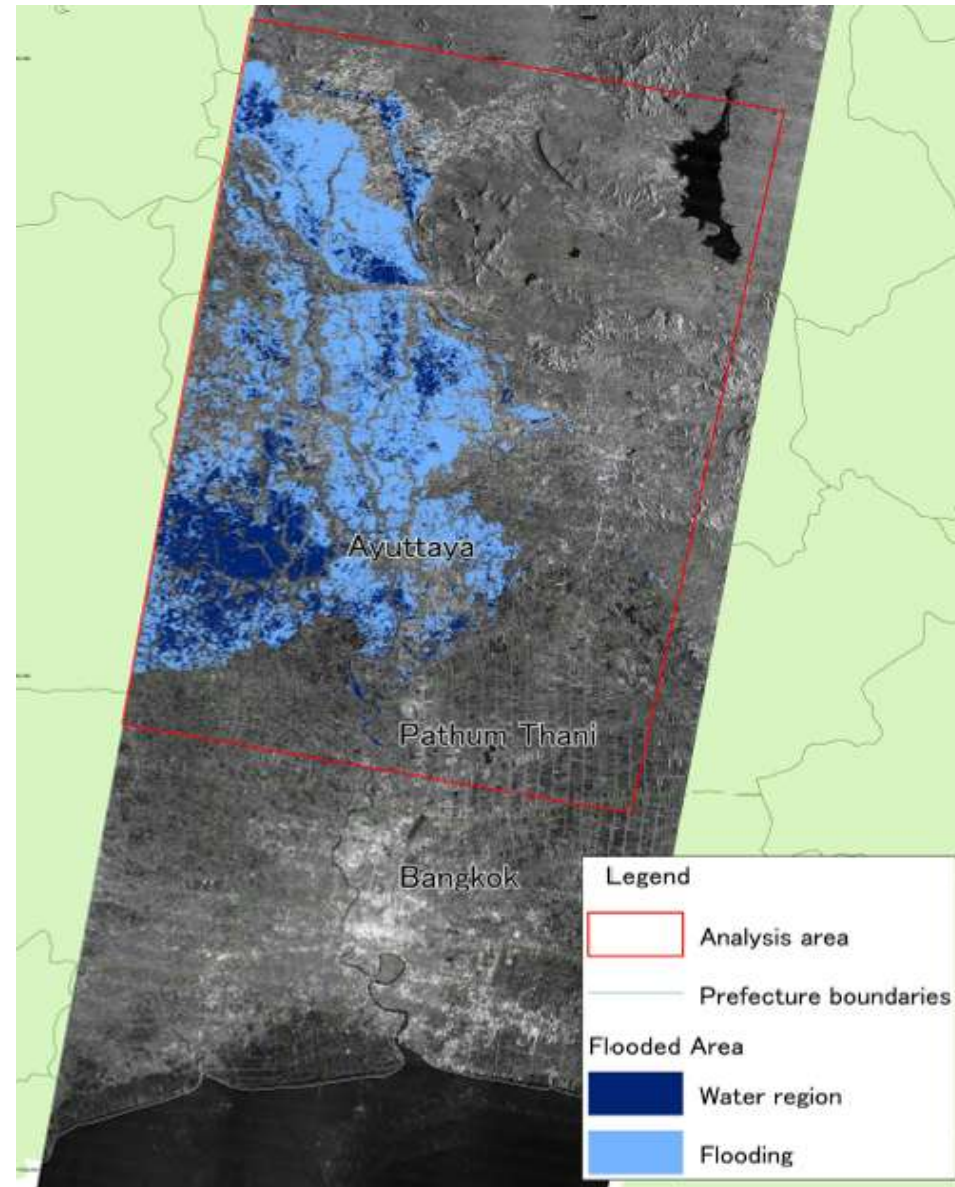 Ayuttaya
Pathum Thani
Bangkok
Legend
Analysis area
Prefecture boundaries
Flooded Area
Water region
Flooding